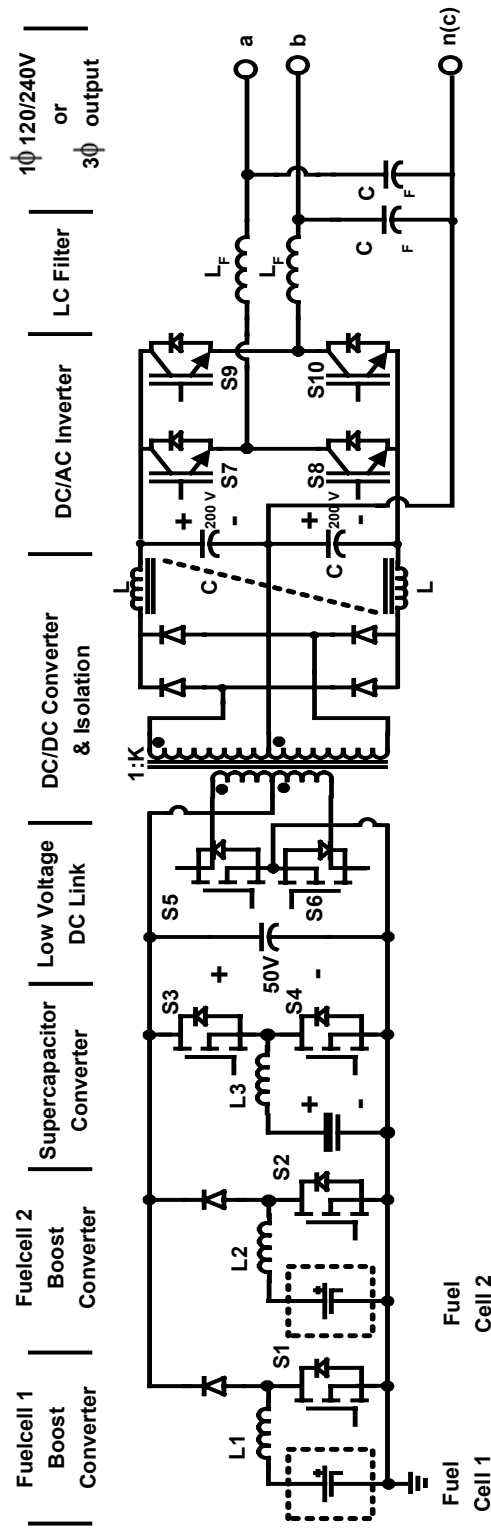 Fuelcell 1
Boost
Converter
Fuelcell 2
Boost
Converter
Supercapacitor
Converter
Low Voltage
DC Link
DC/DC Converter
& Isolation
DC/AC Inverter
LC Filter
1ϕ 120/240V
or
3ϕ output
L1
S1
L2
S2
L3
S3
S4
+
-
+
-
50V
S5
S6
1:K
L
L
C
C
+
200 V
-
+
200 V
-
S7
S8
S9
S10
LF
LF
C
F
C
F
a
b
n(c)
+
Fuel
Cell 1
+
Fuel
Cell 2